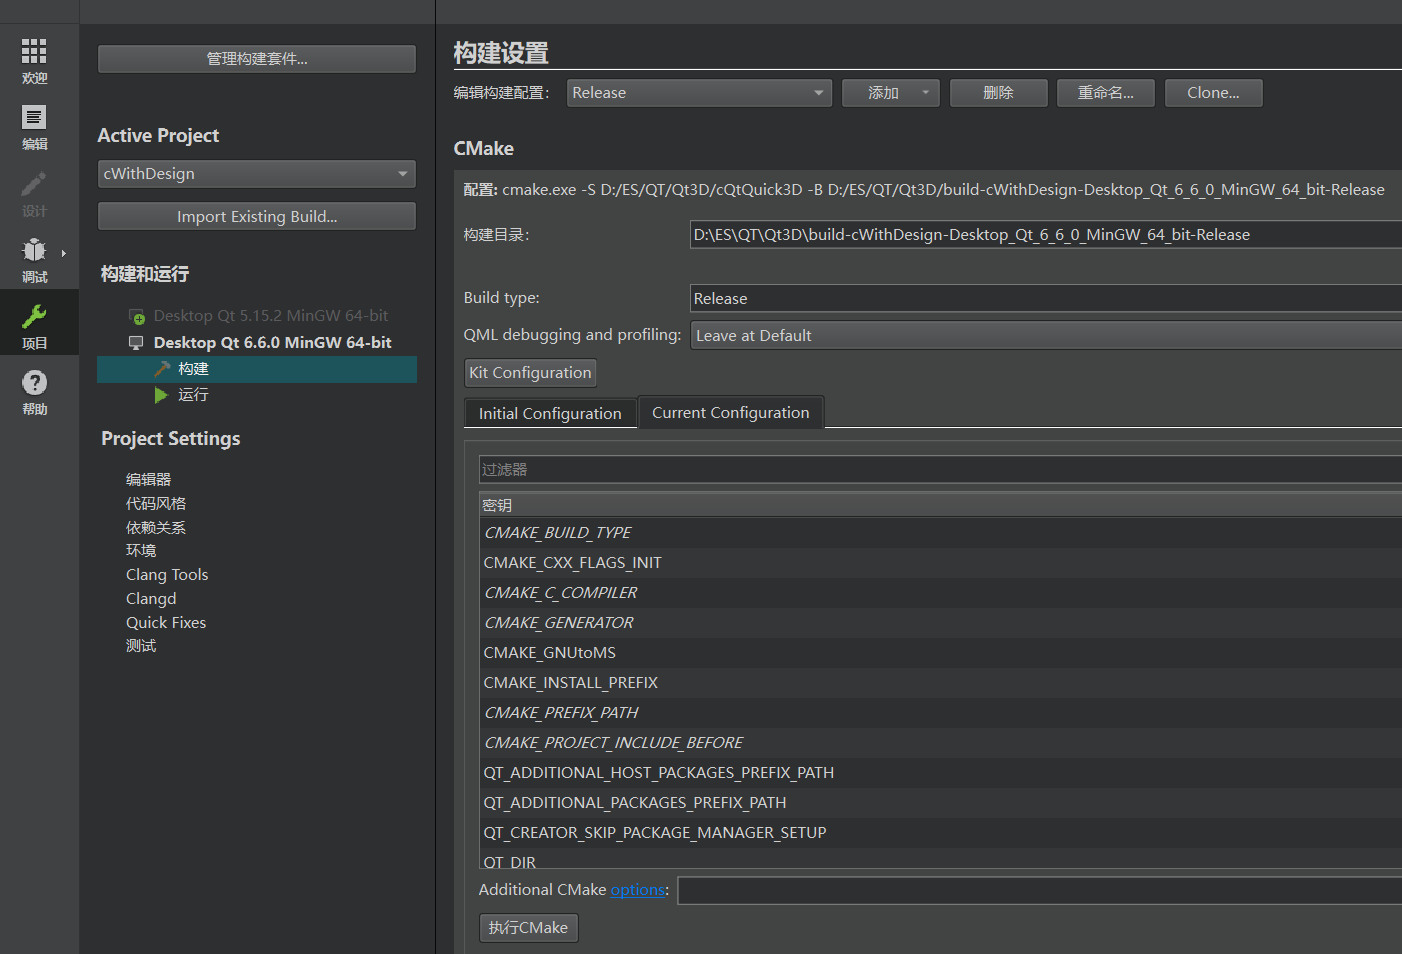 欢迎
编辑
设计
调试
项目
帮助
管理构建套件...
Active Project
cWithDesign
Import Existing Build...
构建和运行
Desktop Qt 5.15.2 MinGW 64-bit
Desktop Qt 6.6.0 MinGW 64-bit
构建
运行
Project Settings
编辑器
代码风格
依赖关系
环境
Clang Tools
Clangd
Quick Fixes
测试
构建设置
编辑构建配置: Release 添加 删除 重命名... Clone...
CMake
配置: cmake.exe -S D:/ES/QT/Qt3D/cQtQuick3D -B D:/ES/QT/Qt3D/build-cWithDesign-Desktop_Qt_6_6_0_MinGW_64_bit-Release
构建目录: D:\ES\QT\Qt3D\build-cWithDesign-Desktop_Qt_6_6_0_MinGW_64_bit-Release
Build type: Release
QML debugging and profiling: Leave at Default
Kit Configuration
Initial Configuration Current Configuration
过滤器
密钥
CMAKE_BUILD_TYPE
CMAKE_CXX_FLAGS_INIT
CMAKE_C_COMPILER
CMAKE_GENERATOR
CMAKE_GNUtoMS
CMAKE_INSTALL_PREFIX
CMAKE_PREFIX_PATH
CMAKE_PROJECT_INCLUDE_BEFORE
QT_ADDITIONAL_HOST_PACKAGES_PREFIX_PATH
QT_ADDITIONAL_PACKAGES_PREFIX_PATH
QT_CREATOR_SKIP_PACKAGE_MANAGER_SETUP
QT_DIR
Additional CMake options:
执行CMake